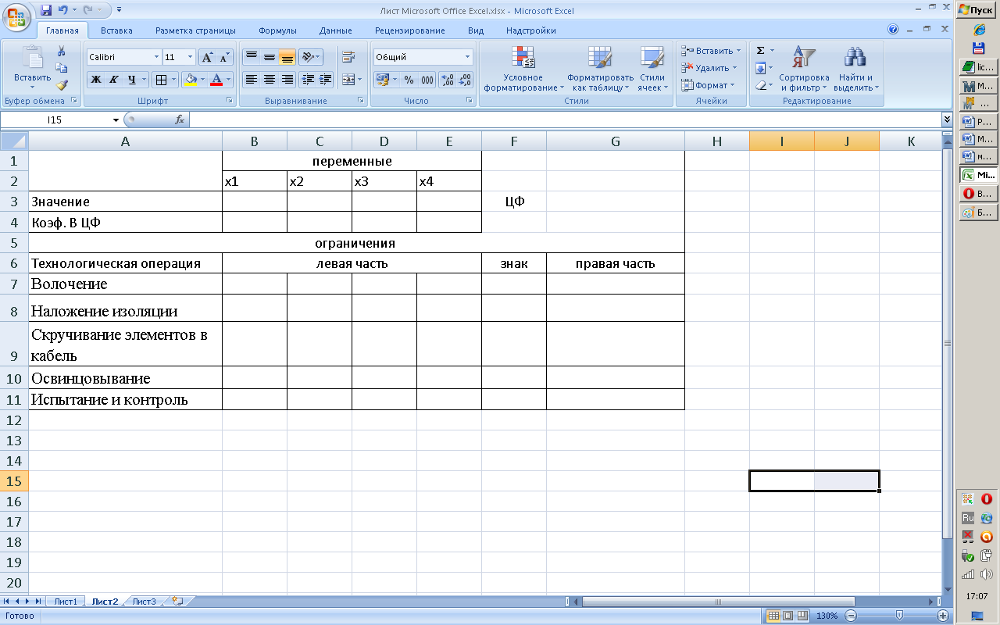 Лист Microsoft Office Excel.xlsx - Microsoft Excel
Пуск
Главная Вставка Разметка страницы Формулы Данные Рецензирование Вид Надстройки
Вставить
Calibri 11
Ж К Ч
Общий
% 000
Условное форматирование
Форматировать как таблицу
Стили ячеек
Вставить
Удалить
Формат
Σ
Сортировка и фильтр
Найти и выделить
Буфер обмена Шрифт Выравнивание Число Стили Ячейки Редактирование
I15 fx
A B C D E F G H I J K
1 переменные
2 x1 x2 x3 x4
3 Значение ЦФ
4 Коэф. В ЦФ
5 ограничения
6 Технологическая операция левая часть знак правая часть
7 Волочение
8 Наложение изоляции
Скручивание элементов в
9 кабель
10 Освинцовывание
11 Испытание и контроль
12
13
14
15
16
17
18
19
20
Лист1 Лист2 Лист3
Готово 130%
lic...
M...
...
P...
M...
м...
Mi...
В...
Б...
Ru
17:07